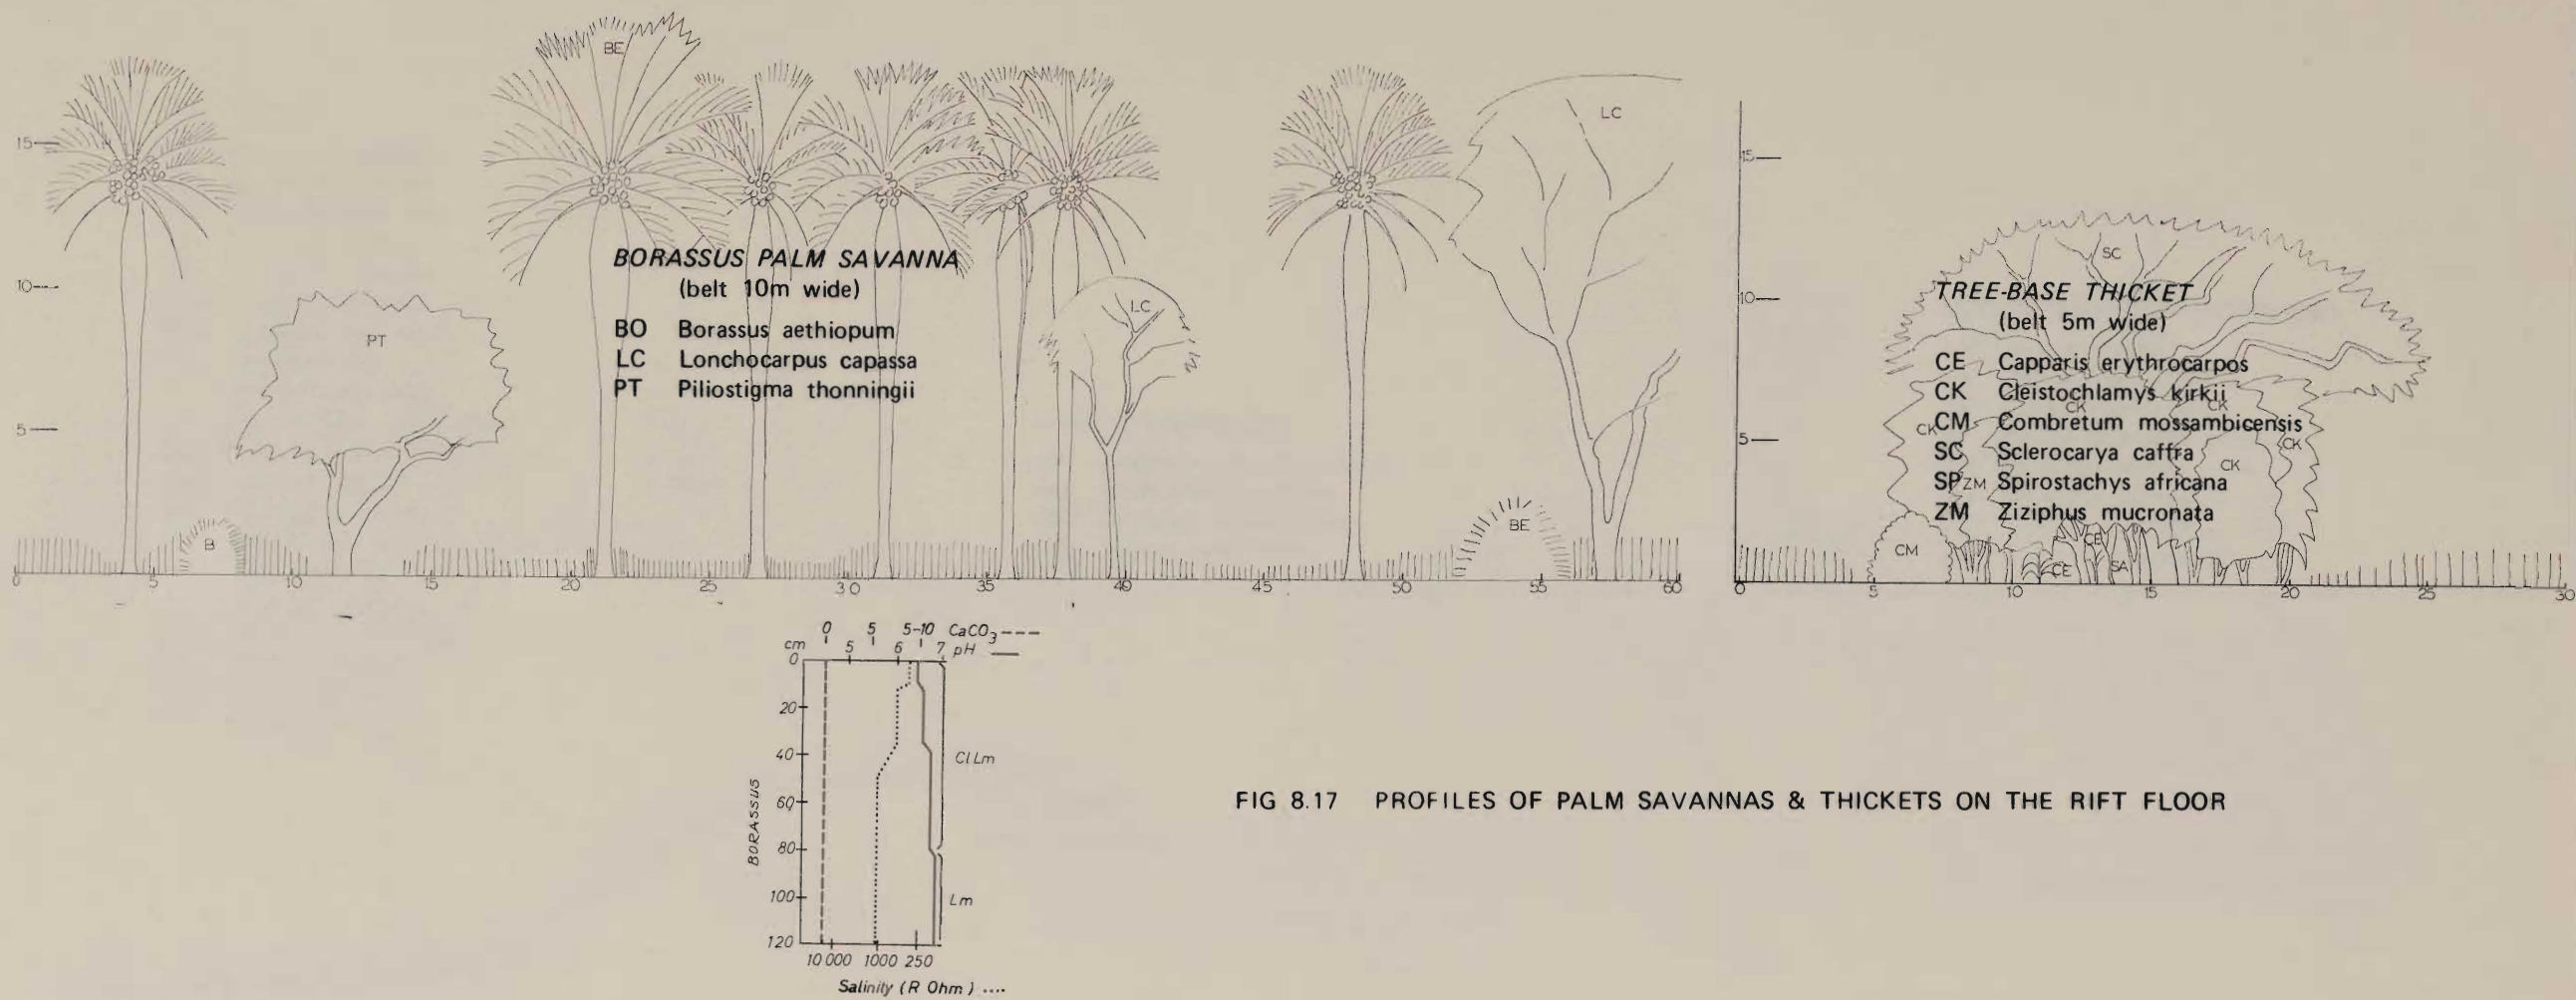 BE
LC
15
15
10
10
5
5
BORASSUS PALM SAVANNA
(belt 10m wide)
BO Borassus aethiopum
LC Lonchocarpus capassa
PT Piliostigma thonningii
PT
LC
B
BE
0 5 10 15 20 25 30 35 40 45 50 55 60
SC
TREE-BASE THICKET
(belt 5m wide)
CE Capparis erythrocarpos
CK Cleistochlamys kirkii
CM Combretum mossambicensis
SC Sclerocarya caffra
SP Spirostachys africana
ZM Ziziphus mucronata
CK
CK
CK
CK
CK
ZM
CM
CE
CE
SA
0 5 10 15 20 25 30
0 5 5-10 CaCO3 ---
cm 5 6 7 pH
0
20
40
60
80
100
120
BORASSUS
Cl Lm
Lm
10 000 1000 250
Salinity (R Ohm) ....
FIG 8.17 PROFILES OF PALM SAVANNAS & THICKETS ON THE RIFT FLOOR